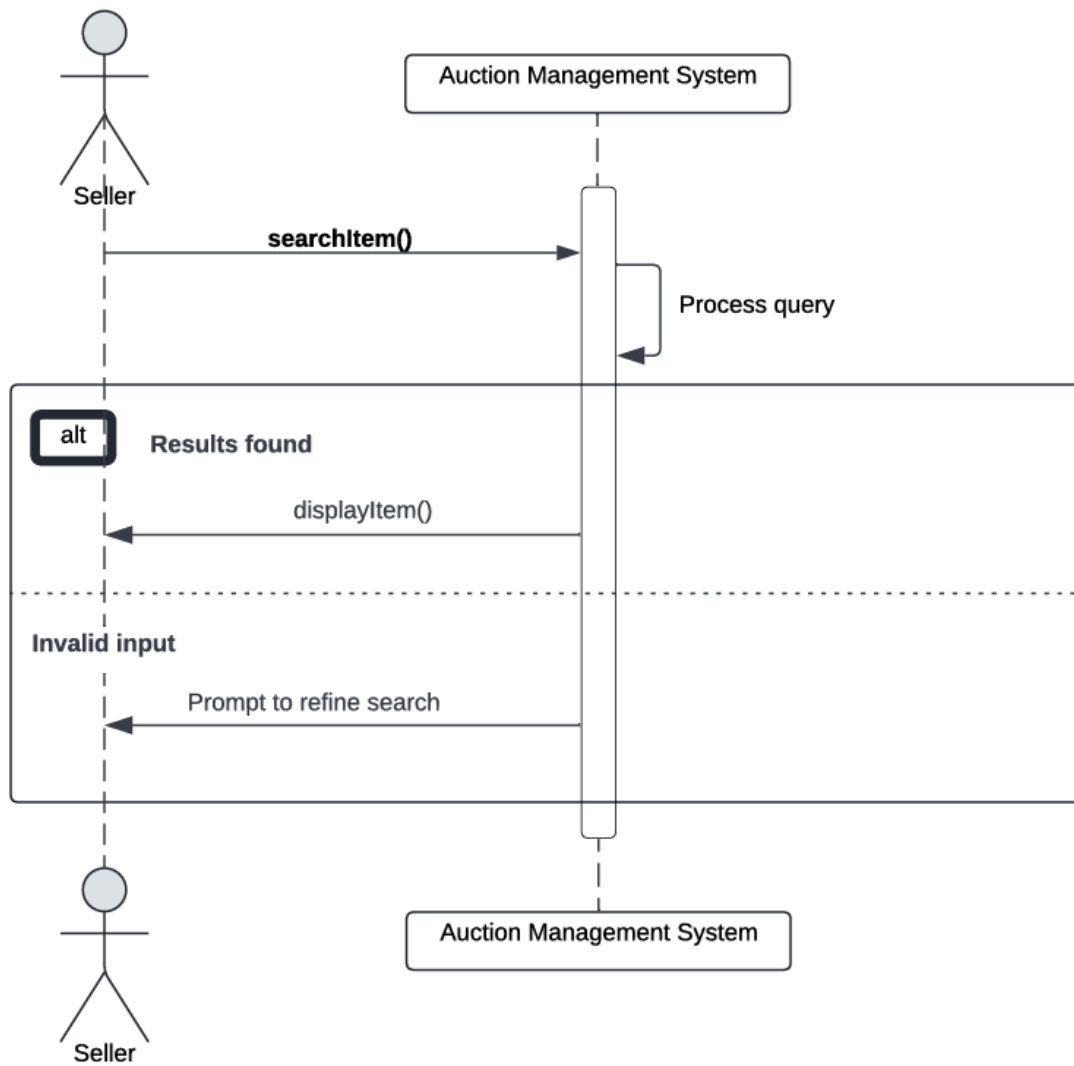 Auction Management System
Seller
searchItem()
Process query
alt
Results found
displayItem()
Invalid input
Prompt to refine search
Auction Management System
Seller